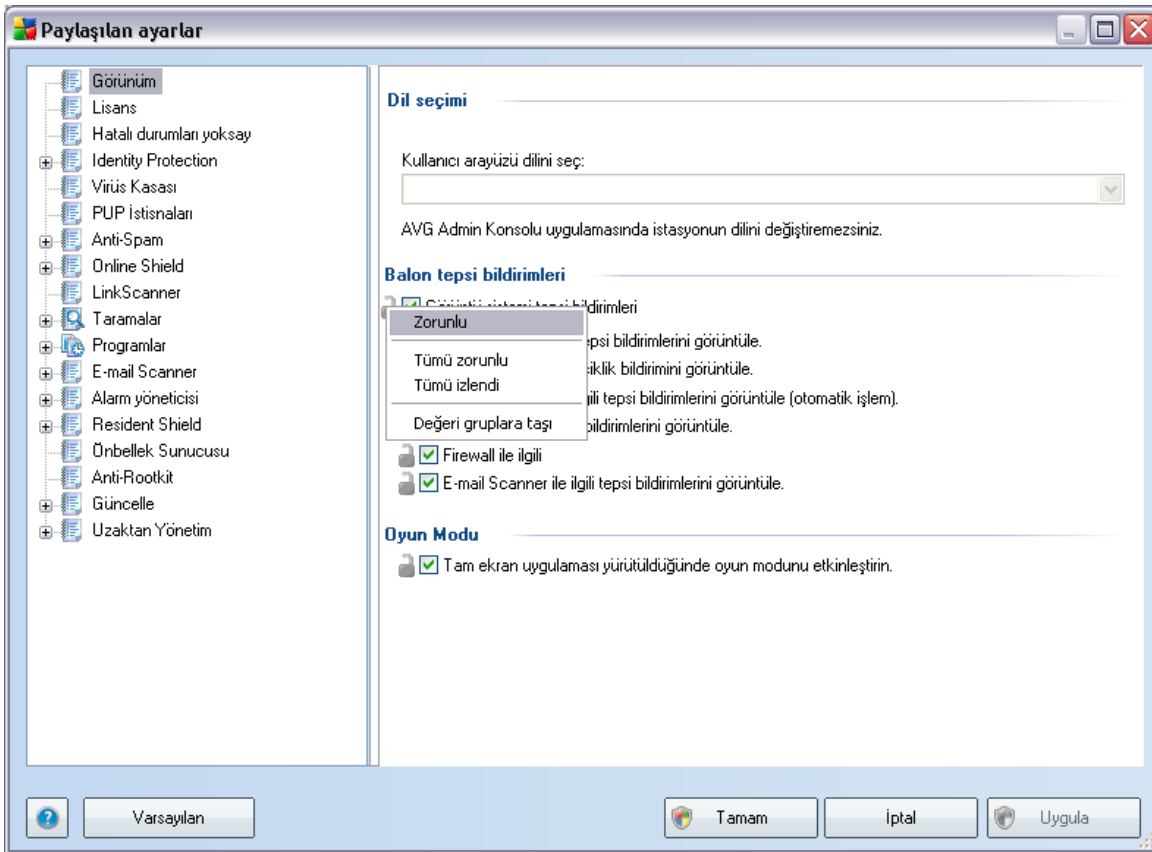 Paylaşılan ayarlar
Görünüm
Lisans
Hatalı durumları yoksay
Identity Protection
Virüs Kasası
PUP İstisnaları
Anti-Spam
Online Shield
LinkScanner
Taramalar
Programlar
E-mail Scanner
Alarm yöneticisi
Resident Shield
Önbellek Sunucusu
Anti-Rootkit
Güncelle
Uzaktan Yönetim
Dil seçimi
Kullanıcı arayüzü dilini seç:
AVG Admin Konsolu uygulamasında istasyonun dilini değiştiremezsiniz.
Balon tepsi bildirimleri
bildirimleri
Zorunlu
tepsi bildirimlerini görüntüle.
Tümü zorunlu
bildirimini görüntüle.
Tümü izlendi
tepsi bildirimlerini görüntüle (otomatik işlem).
Değeri gruplara taşı
bildirimlerini görüntüle.
Firewall ile ilgili
E-mail Scanner ile ilgili tepsi bildirimlerini görüntüle.
Oyun Modu
Tam ekran uygulaması yürütüldüğünde oyun modunu etkinleştirin.
Varsayılan
Tamam
İptal
Uygula